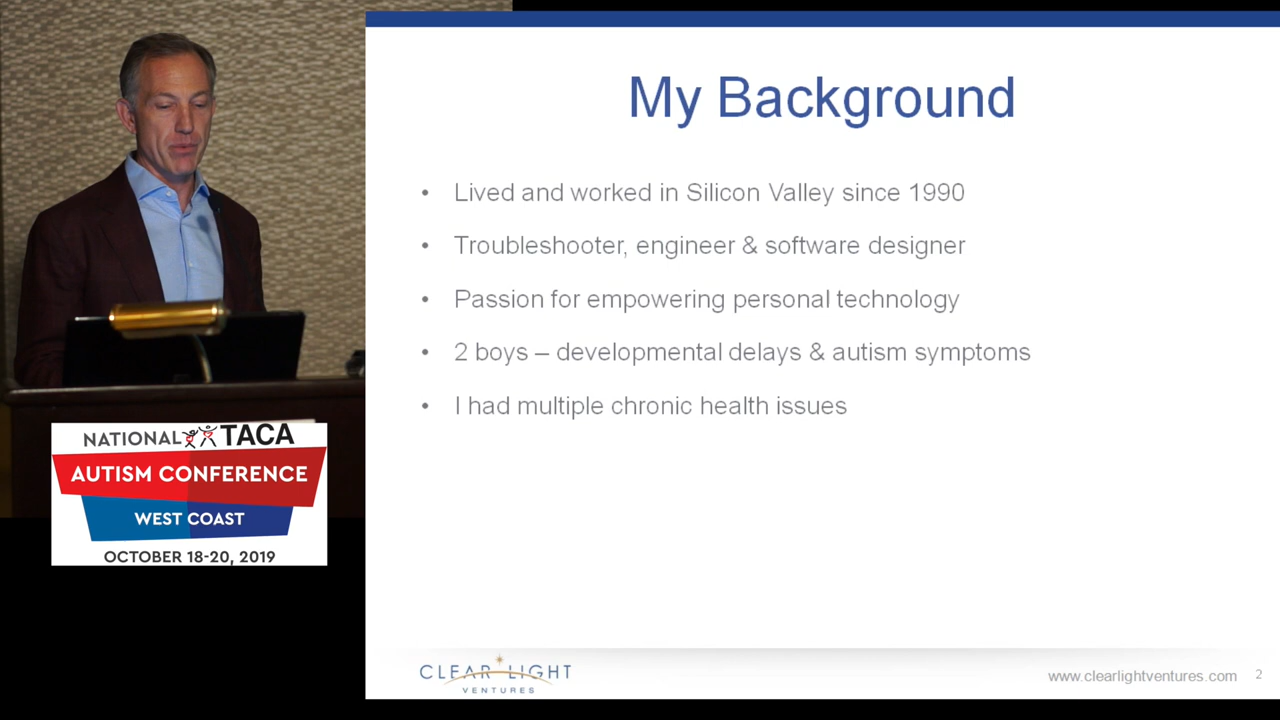 My Background
• Lived and worked in Silicon Valley since 1990
• Troubleshooter, engineer & software designer
• Passion for empowering personal technology
• 2 boys – developmental delays & autism symptoms
• I had multiple chronic health issues
NATIONAL TACA
AUTISM CONFERENCE
WEST COAST
OCTOBER 18-20, 2019
CLEAR LIGHT
VENTURES
www.clearlightventures.com 2